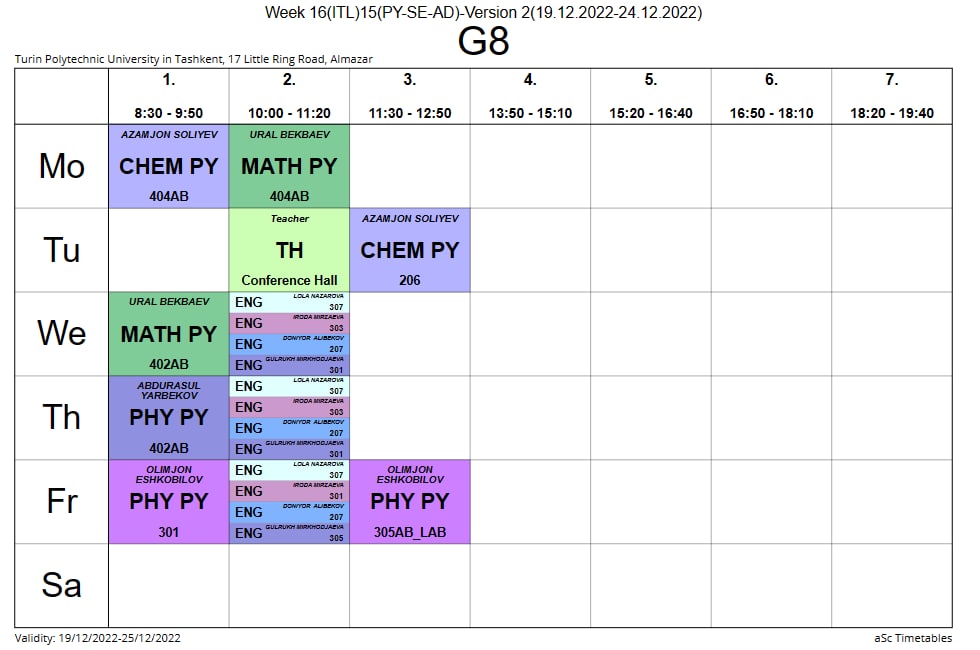 Week 16(ITL)15(PY-SE-AD)-Version 2(19.12.2022-24.12.2022)
G8
Turin Polytechnic University in Tashkent, 17 Little Ring Road, Almazar
1. 2. 3. 4. 5. 6. 7.
8:30 - 9:50 10:00 - 11:20 11:30 - 12:50 13:50 - 15:10 15:20 - 16:40 16:50 - 18:10 18:20 - 19:40
Mo
AZAMJON SOLIYEV
CHEM PY
404AB
URAL BEKBAEV
MATH PY
404AB
Tu
Teacher
TH
Conference Hall
AZAMJON SOLIYEV
CHEM PY
206
We
URAL BEKBAEV
MATH PY
402AB
ENG LOLA NAZAROVA
307
ENG IRODA MIRZAEVA
303
ENG DONIYOR ALIBEKOV
207
ENG GULRUKH MIRKHODJAEVA
301
Th
ABDURASUL
YARBEKOV
PHY PY
402AB
ENG LOLA NAZAROVA
307
ENG IRODA MIRZAEVA
303
ENG DONIYOR ALIBEKOV
207
ENG GULRUKH MIRKHODJAEVA
301
Fr
OLIMJON
ESHKOBILOV
PHY PY
301
ENG LOLA NAZAROVA
307
ENG IRODA MIRZAEVA
301
ENG DONIYOR ALIBEKOV
207
ENG GULRUKH MIRKHODJAEVA
305
OLIMJON
ESHKOBILOV
PHY PY
305AB_LAB
Sa
Validity: 19/12/2022-25/12/2022
aSc Timetables